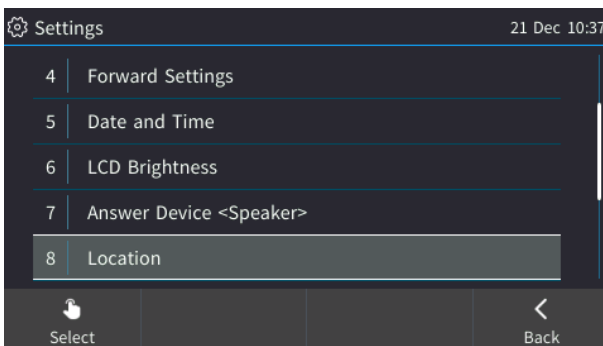 Settings 21 Dec 10:37
4 Forward Settings
5 Date and Time
6 LCD Brightness
7 Answer Device <Speaker>
8 Location
Select Back